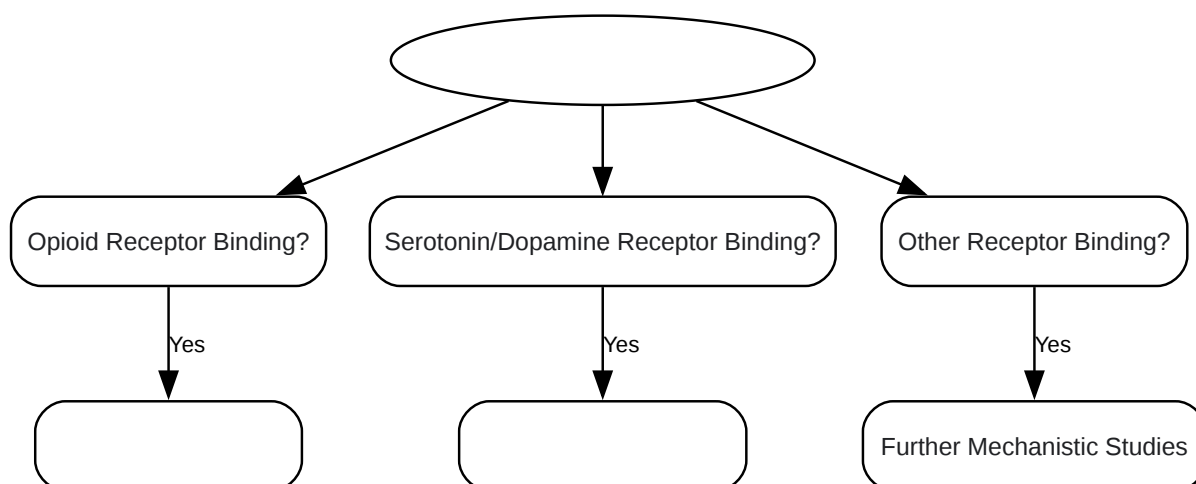 Opioid Receptor Binding?
Serotonin/Dopamine Receptor Binding?
Other Receptor Binding?
Yes
Yes
Yes
Further Mechanistic Studies